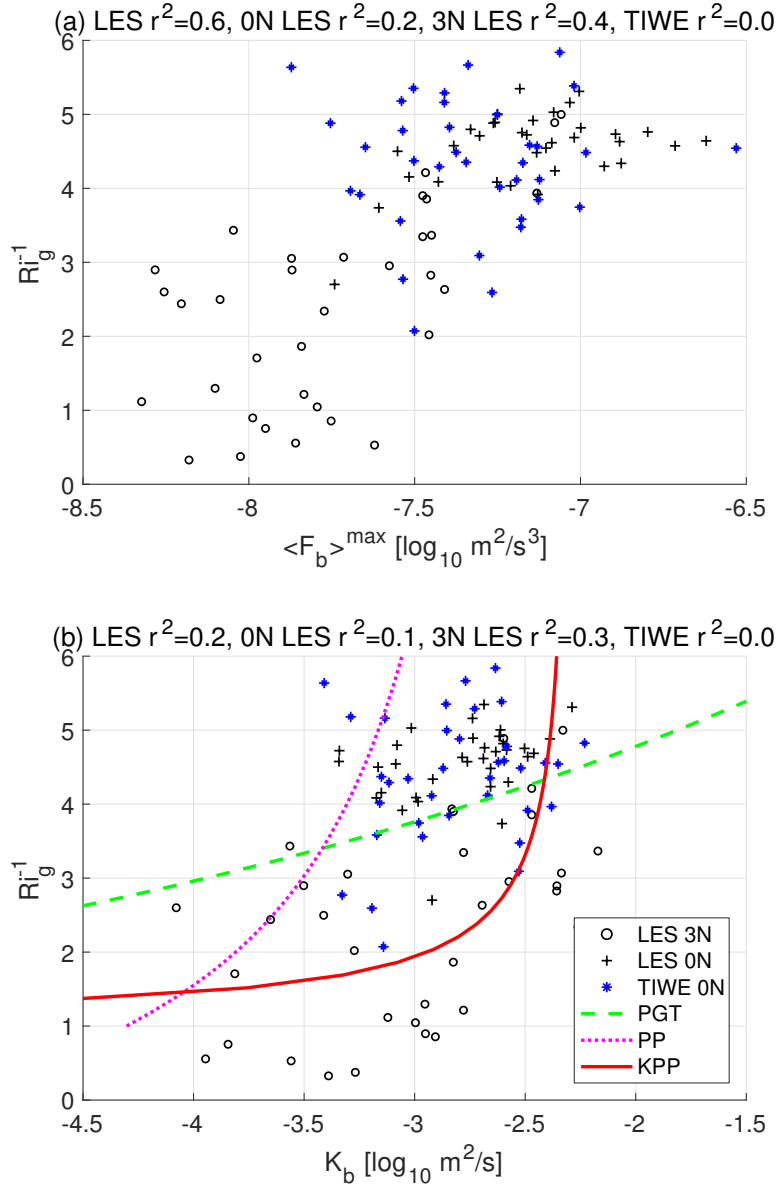 (a) LES r²=0.6, 0N LES r²=0.2, 3N LES r²=0.4, TIWE r²=0.0
6
5
4
3
2
1
0
Ri_g^-1
-8.5 -8 -7.5 -7 -6.5
<F_b>^max [log_10 m²/s³]
(b) LES r²=0.2, 0N LES r²=0.1, 3N LES r²=0.3, TIWE r²=0.0
6
5
4
3
2
1
0
Ri_g^-1
LES 3N
LES 0N
TIWE 0N
PGT
PP
KPP
-4.5 -4 -3.5 -3 -2.5 -2 -1.5
K_b [log_10 m²/s]